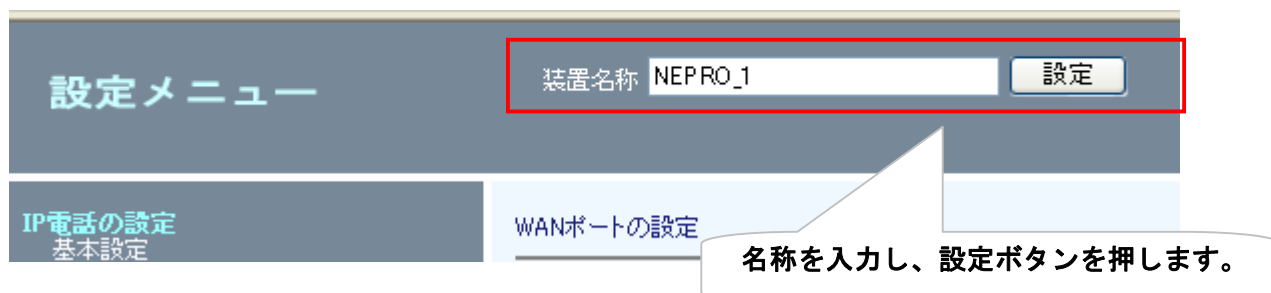 設定メニュー
装置名称 NEPRO_1 設定
IP電話の設定
基本設定
WANポートの設定
名称を入力し、設定ボタンを押します。